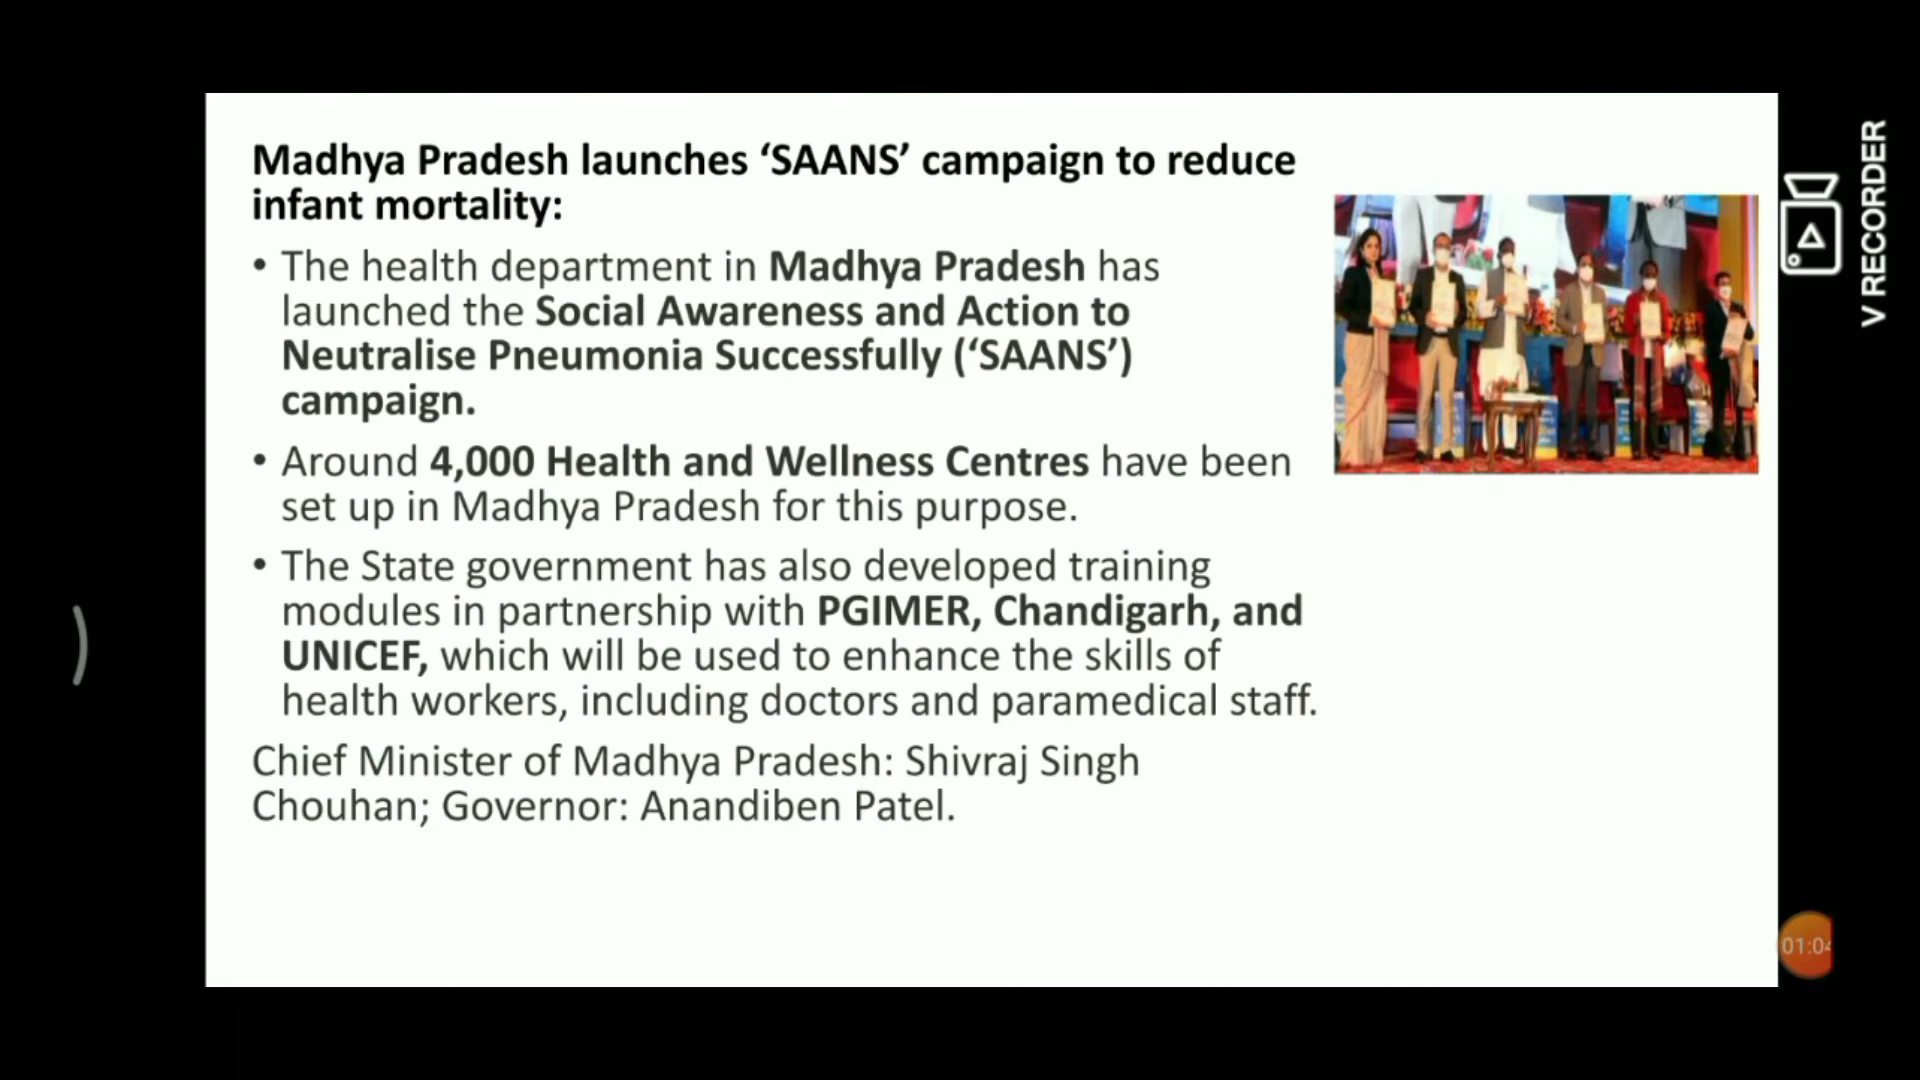 Madhya Pradesh launches ‘SAANS’ campaign to reduce
infant mortality:
• The health department in Madhya Pradesh has
launched the Social Awareness and Action to
Neutralise Pneumonia Successfully (‘SAANS’)
campaign.
• Around 4,000 Health and Wellness Centres have been
set up in Madhya Pradesh for this purpose.
• The State government has also developed training
modules in partnership with PGIMER, Chandigarh, and
UNICEF, which will be used to enhance the skills of
health workers, including doctors and paramedical staff.
Chief Minister of Madhya Pradesh: Shivraj Singh
Chouhan; Governor: Anandiben Patel.
V RECORDER
01:04